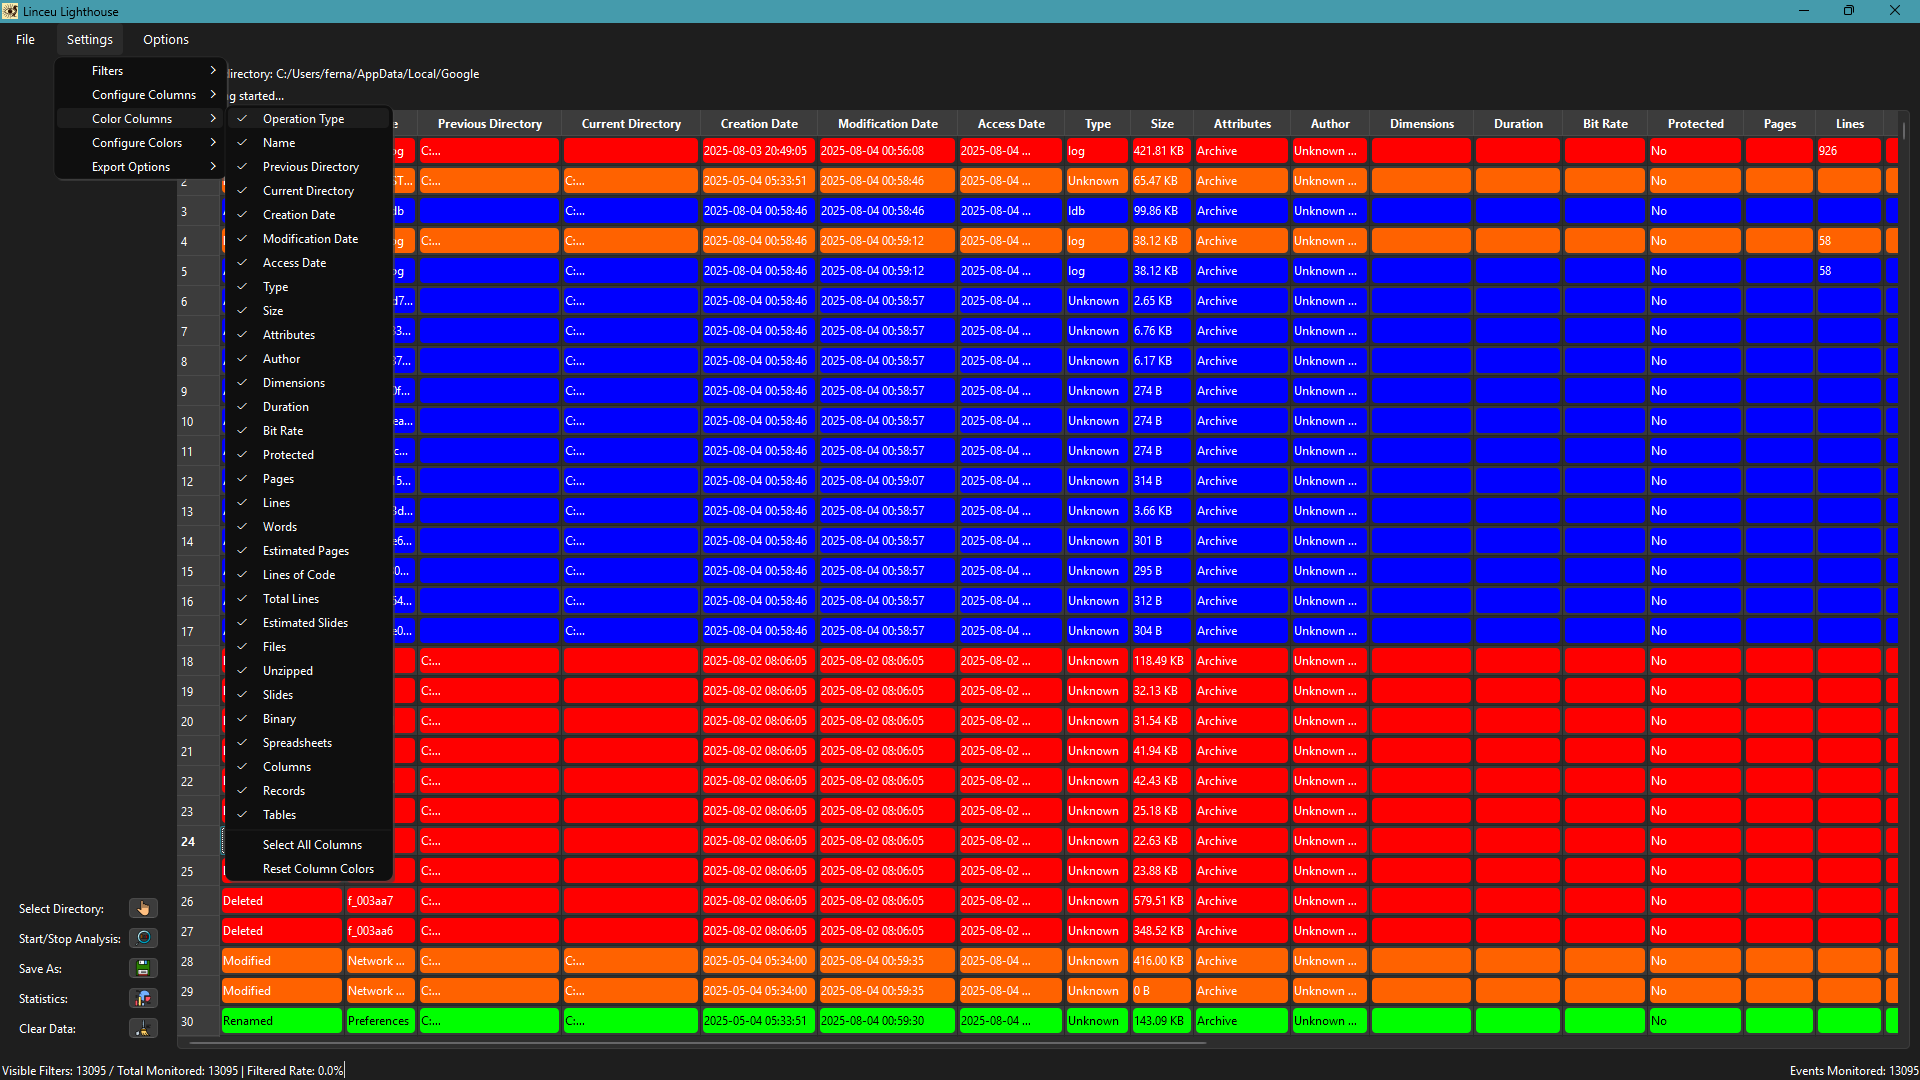 Linceu Lighthouse
File Settings Options
Filters
irectory: C:/Users/ferna/AppData/Local/Google
Configure Columns
g started...
Color Columns
Configure Colors
Export Options
Operation Type
Name
Previous Directory
Current Directory
Creation Date
Modification Date
Access Date
Type
Size
Attributes
Author
Dimensions
Duration
Bit Rate
Protected
Pages
Lines
Words
Estimated Pages
Lines of Code
Total Lines
Estimated Slides
Files
Unzipped
Slides
Binary
Spreadsheets
Columns
Records
Tables
Select All Columns
Reset Column Colors
e Previous Directory Current Directory Creation Date Modification Date Access Date Type Size Attributes Author Dimensions Duration Bit Rate Protected Pages Lines
og C:... 2025-08-03 20:49:05 2025-08-04 00:56:08 2025-08-04 ... log 421.81 KB Archive Unknown ... No 926
2 ST... C:... C:... 2025-05-04 05:33:51 2025-08-04 00:58:46 2025-08-04 ... Unknown 65.47 KB Archive Unknown ... No
3 db C:... 2025-08-04 00:58:46 2025-08-04 00:58:46 2025-08-04 ... ldb 99.86 KB Archive Unknown ... No
4 og C:... C:... 2025-08-04 00:58:46 2025-08-04 00:59:12 2025-08-04 ... log 38.12 KB Archive Unknown ... No 58
5 og C:... 2025-08-04 00:58:46 2025-08-04 00:59:12 2025-08-04 ... log 38.12 KB Archive Unknown ... No 58
6 d7... C:... 2025-08-04 00:58:46 2025-08-04 00:58:57 2025-08-04 ... Unknown 2.65 KB Archive Unknown ... No
7 33... C:... 2025-08-04 00:58:46 2025-08-04 00:58:57 2025-08-04 ... Unknown 6.76 KB Archive Unknown ... No
8 37... C:... 2025-08-04 00:58:46 2025-08-04 00:58:57 2025-08-04 ... Unknown 6.17 KB Archive Unknown ... No
9 0f... C:... 2025-08-04 00:58:46 2025-08-04 00:58:57 2025-08-04 ... Unknown 274 B Archive Unknown ... No
10 ea... C:... 2025-08-04 00:58:46 2025-08-04 00:58:57 2025-08-04 ... Unknown 274 B Archive Unknown ... No
11 c... C:... 2025-08-04 00:58:46 2025-08-04 00:58:57 2025-08-04 ... Unknown 274 B Archive Unknown ... No
12 15... C:... 2025-08-04 00:58:46 2025-08-04 00:59:07 2025-08-04 ... Unknown 314 B Archive Unknown ... No
13 3d... C:... 2025-08-04 00:58:46 2025-08-04 00:58:57 2025-08-04 ... Unknown 3.66 KB Archive Unknown ... No
14 e6... C:... 2025-08-04 00:58:46 2025-08-04 00:58:57 2025-08-04 ... Unknown 301 B Archive Unknown ... No
15 0... C:... 2025-08-04 00:58:46 2025-08-04 00:58:57 2025-08-04 ... Unknown 295 B Archive Unknown ... No
16 54... C:... 2025-08-04 00:58:46 2025-08-04 00:58:57 2025-08-04 ... Unknown 312 B Archive Unknown ... No
17 e0... C:... 2025-08-04 00:58:46 2025-08-04 00:58:57 2025-08-04 ... Unknown 304 B Archive Unknown ... No
18 C:... 2025-08-02 08:06:05 2025-08-02 08:06:05 2025-08-02 ... Unknown 118.49 KB Archive Unknown ... No
19 C:... 2025-08-02 08:06:05 2025-08-02 08:06:05 2025-08-02 ... Unknown 32.13 KB Archive Unknown ... No
20 C:... 2025-08-02 08:06:05 2025-08-02 08:06:05 2025-08-02 ... Unknown 31.54 KB Archive Unknown ... No
21 C:... 2025-08-02 08:06:05 2025-08-02 08:06:05 2025-08-02 ... Unknown 41.94 KB Archive Unknown ... No
22 C:... 2025-08-02 08:06:05 2025-08-02 08:06:05 2025-08-02 ... Unknown 42.43 KB Archive Unknown ... No
23 C:... 2025-08-02 08:06:05 2025-08-02 08:06:05 2025-08-02 ... Unknown 25.18 KB Archive Unknown ... No
24 C:... 2025-08-02 08:06:05 2025-08-02 08:06:05 2025-08-02 ... Unknown 22.63 KB Archive Unknown ... No
25 C:... 2025-08-02 08:06:05 2025-08-02 08:06:05 2025-08-02 ... Unknown 23.88 KB Archive Unknown ... No
26 Deleted f_003aa7 C:... 2025-08-02 08:06:05 2025-08-02 08:06:05 2025-08-02 ... Unknown 579.51 KB Archive Unknown ... No
27 Deleted f_003aa6 C:... 2025-08-02 08:06:05 2025-08-02 08:06:05 2025-08-02 ... Unknown 348.52 KB Archive Unknown ... No
28 Modified Network ... C:... C:... 2025-05-04 05:34:00 2025-08-04 00:59:35 2025-08-04 ... Unknown 416.00 KB Archive Unknown ... No
29 Modified Network ... C:... C:... 2025-05-04 05:34:00 2025-08-04 00:59:35 2025-08-04 ... Unknown 0 B Archive Unknown ... No
30 Renamed Preferences C:... C:... 2025-05-04 05:33:51 2025-08-04 00:59:30 2025-08-04 ... Unknown 143.09 KB Archive Unknown ... No
Select Directory:
Start/Stop Analysis:
Save As:
Statistics:
Clear Data:
Visible Filters: 13095 / Total Monitored: 13095 | Filtered Rate: 0.0%
Events Monitored: 13095